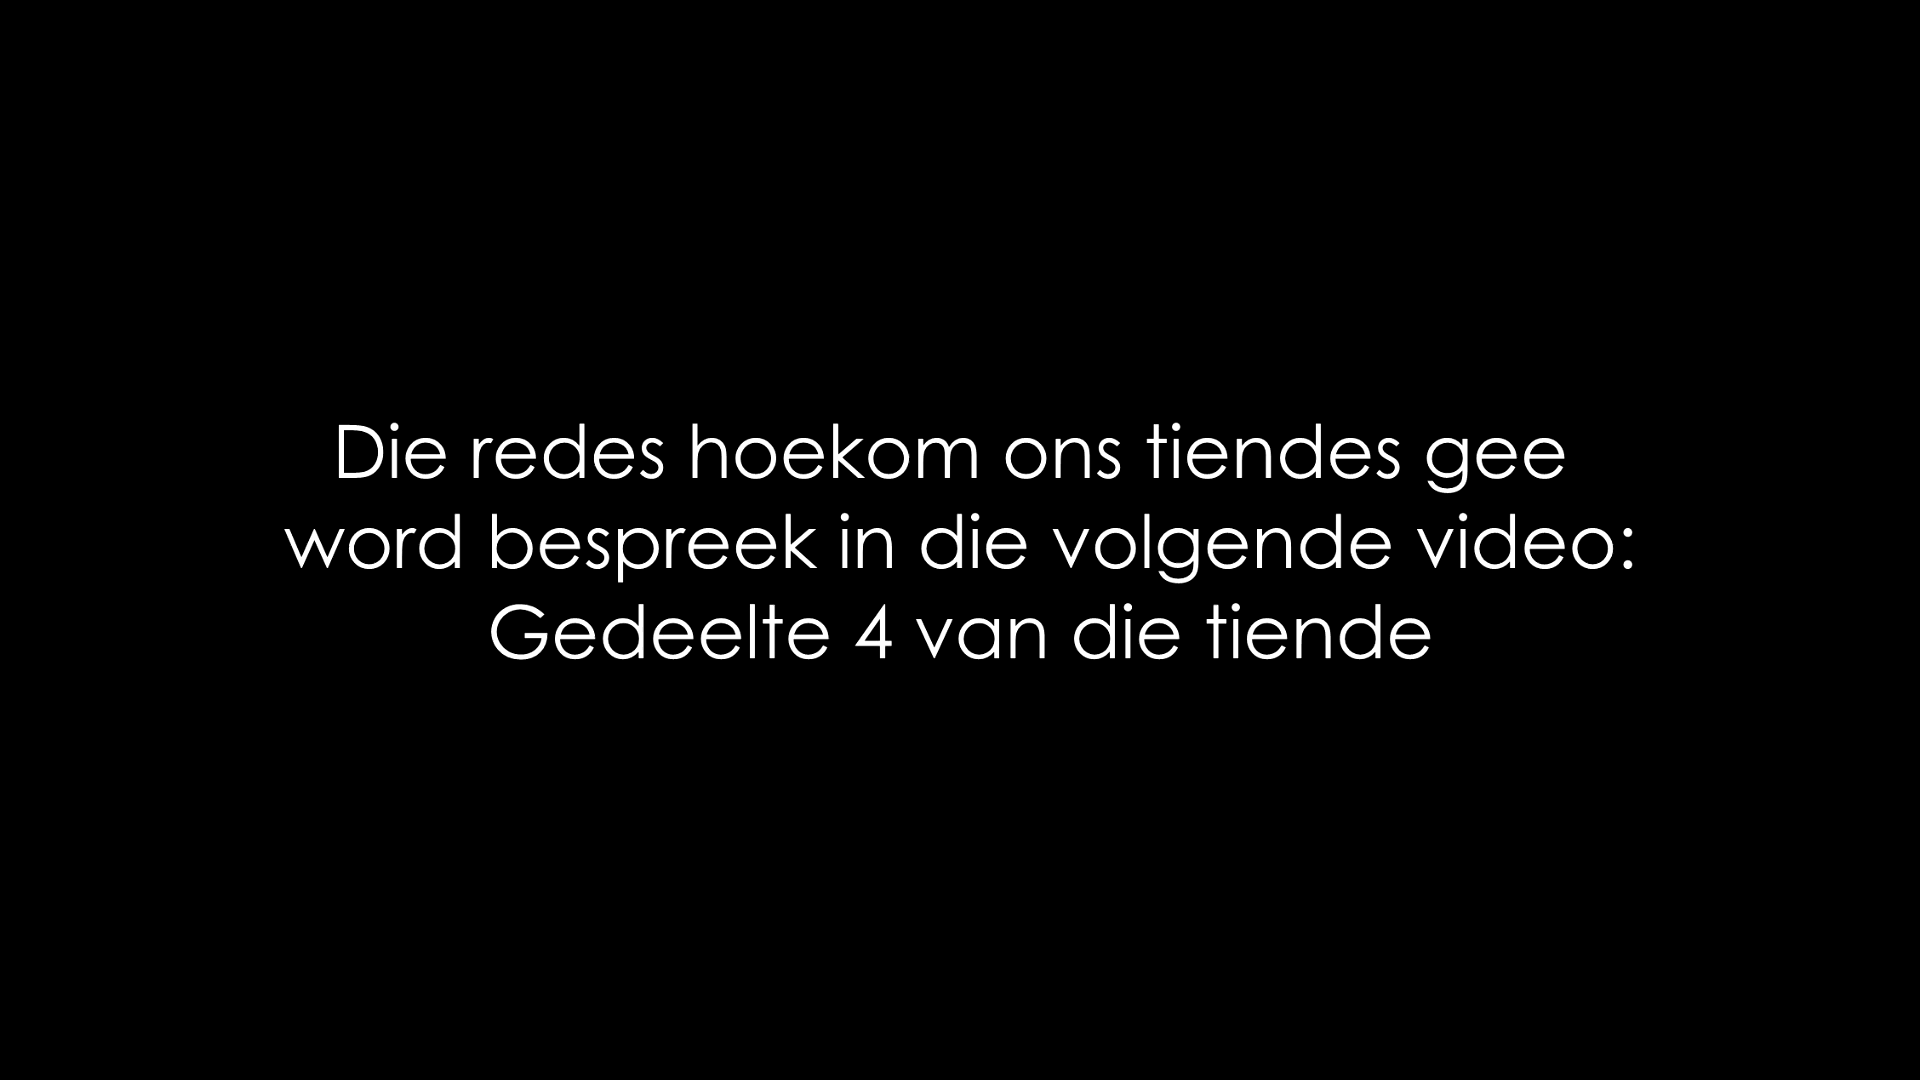 Die redes hoekom ons tiendes gee
word bespreek in die volgende video:
Gedeelte 4 van die tiende